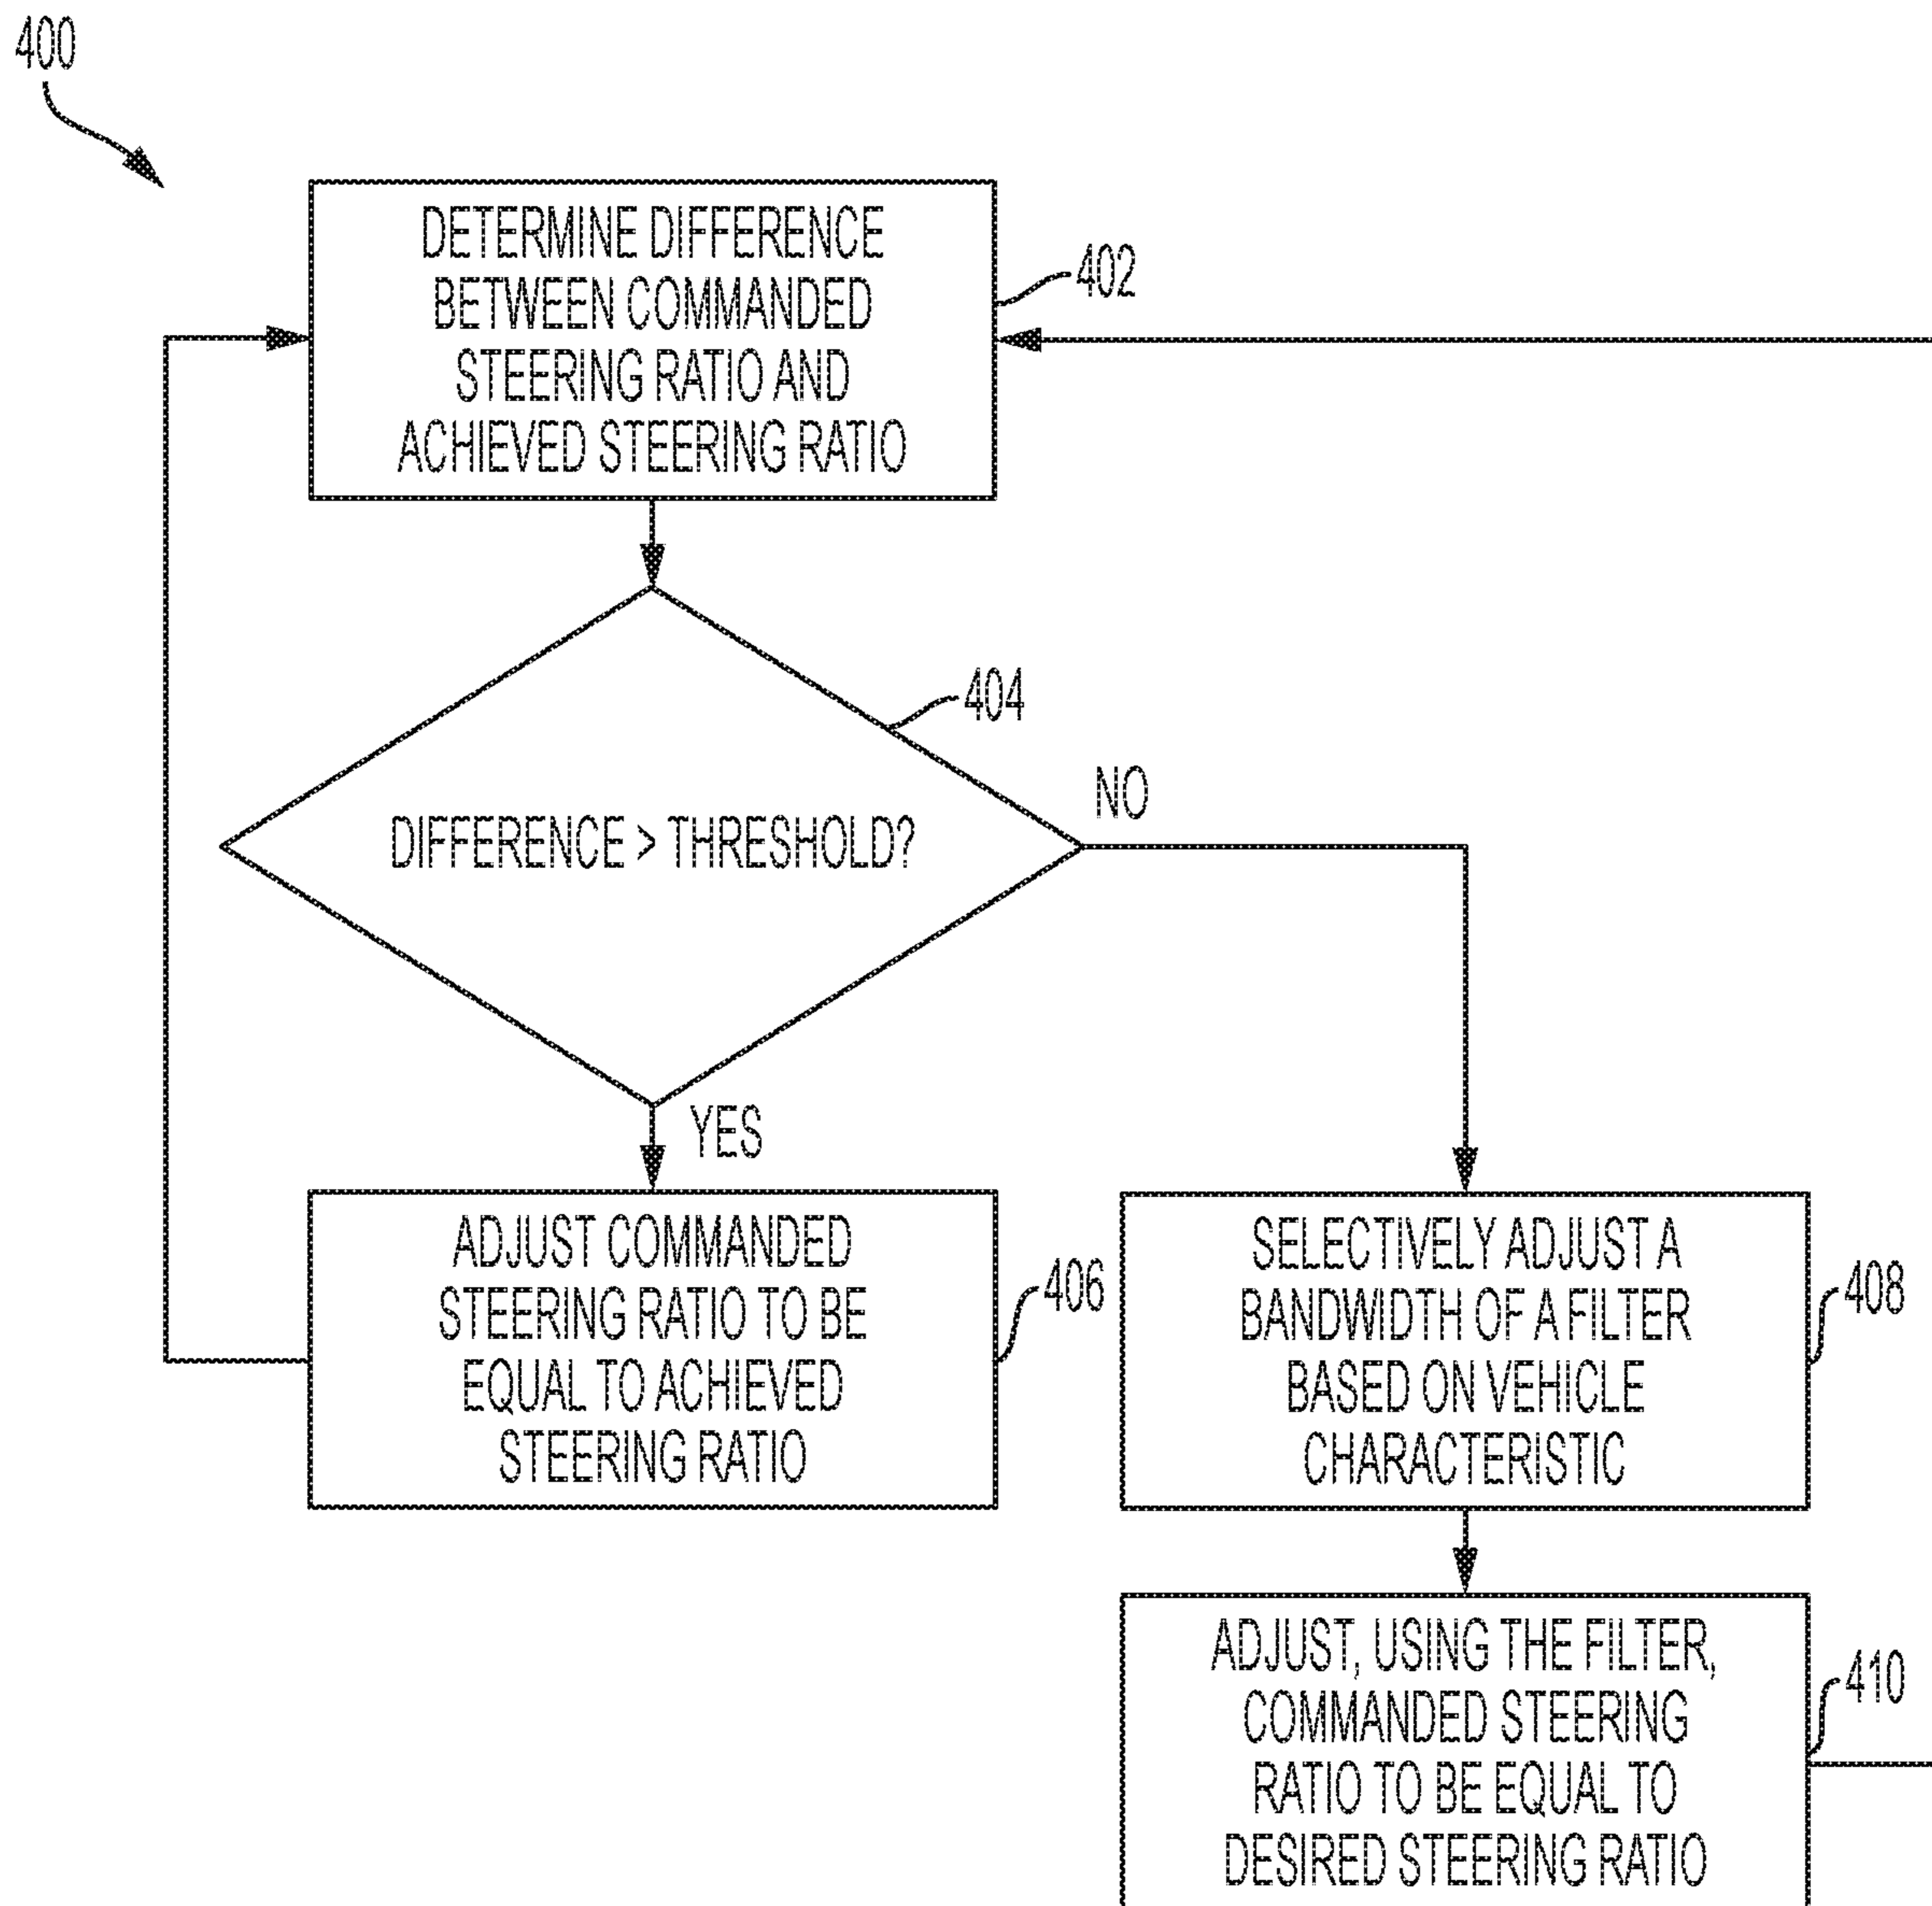 400
DETERMINE DIFFERENCE
BETWEEN COMMANDED
STEERING RATIO AND
ACHIEVED STEERING RATIO
402
404
DIFFERENCE > THRESHOLD?
NO
YES
ADJUST COMMANDED
STEERING RATIO TO BE
EQUAL TO ACHIEVED
STEERING RATIO
406
SELECTIVELY ADJUST A
BANDWIDTH OF A FILTER
BASED ON VEHICLE
CHARACTERISTIC
408
ADJUST, USING THE FILTER,
COMMANDED STEERING
RATIO TO BE EQUAL TO
DESIRED STEERING RATIO
410